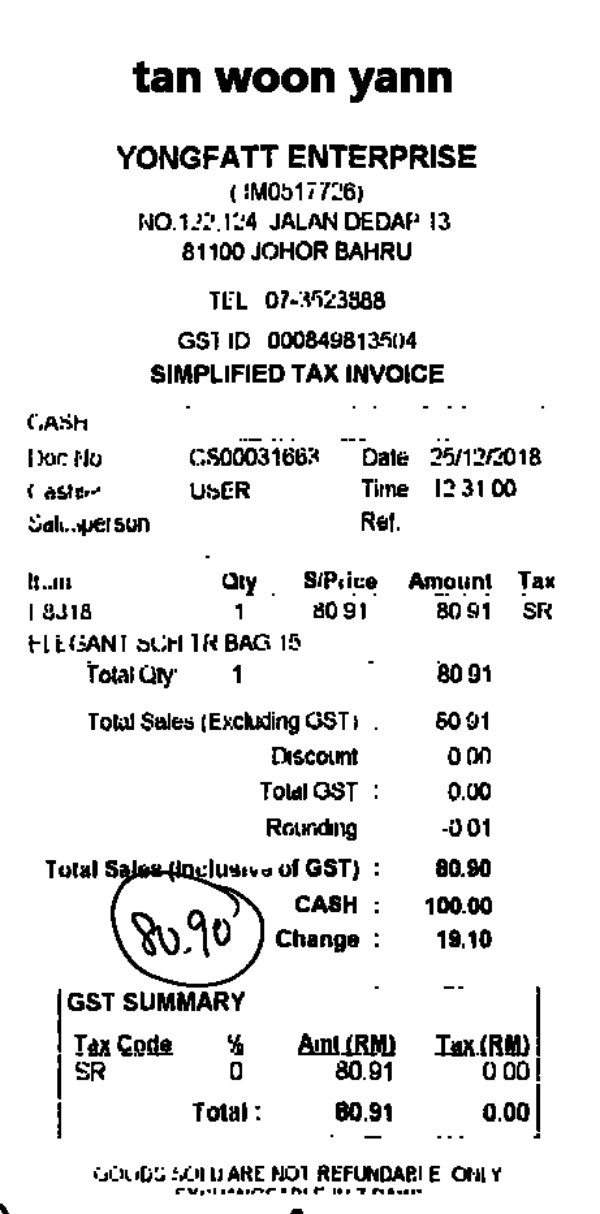 tan woon yann
YONGFATT ENTERPRISE
(JM0517726)
NO.122,124 JALAN DEDAP 13
81100 JOHOR BAHRU
TEL 07-3523888
GST ID 000849813504
SIMPLIFIED TAX INVOICE
CASH
Doc No CS00031663 Date 25/12/2018
Cashier USER Time 12:31:00
Salesperson Ref.
Item Qty S/Price Amount Tax
8318 1 80.91 80.91 SR
ELEGANT SCH TR BAG 15
Total Qty: 1 80.91
Total Sales (Excluding GST) : 80.91
Discount 0.00
Total GST : 0.00
Rounding -0.01
Total Sales (Inclusive of GST) : 80.90
CASH : 100.00
80.90
Change : 19.10
GST SUMMARY
Tax Code % Amt (RM) Tax (RM)
SR 0 80.91 0.00
Total : 80.91 0.00
GOODS SOLD ARE NOT REFUNDABLE ONLY